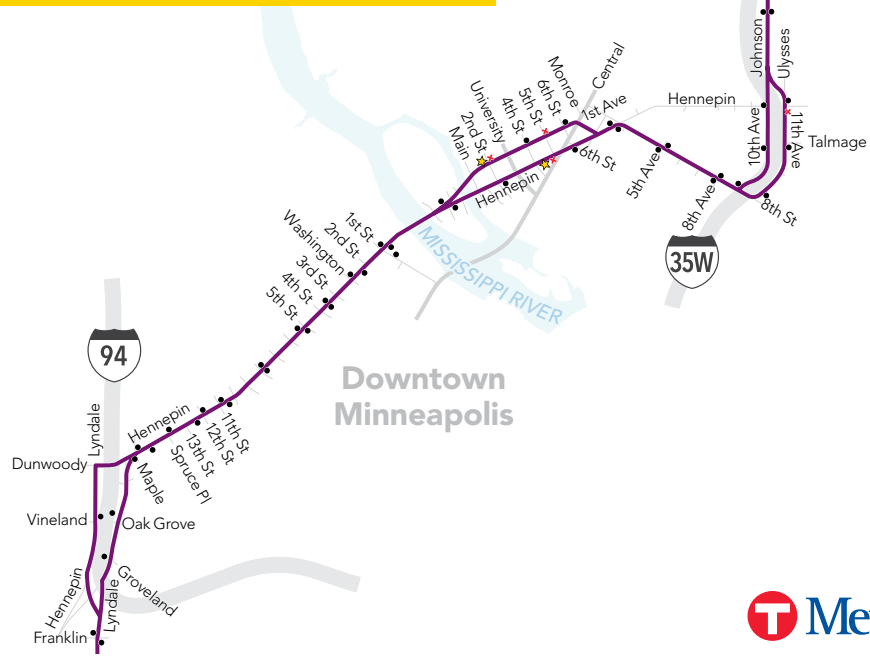 Johnson
Ulysses
Central
Monroe
6th St
5th St
4th St
University
2nd St
Main
1st Ave
Hennepin
10th Ave
11th Ave
Talmage
6th St
5th Ave
Hennepin
8th Ave
8th St
1st St
2nd St
Washington
3rd St
4th St
5th St
MISSISSIPPI RIVER
35W
94
Downtown
Minneapolis
Lyndale
Hennepin
11th St
12th St
13th St
Spruce Pl
Maple
Dunwoody
Vineland
Oak Grove
Groveland
Hennepin
Lyndale
Franklin
T Me